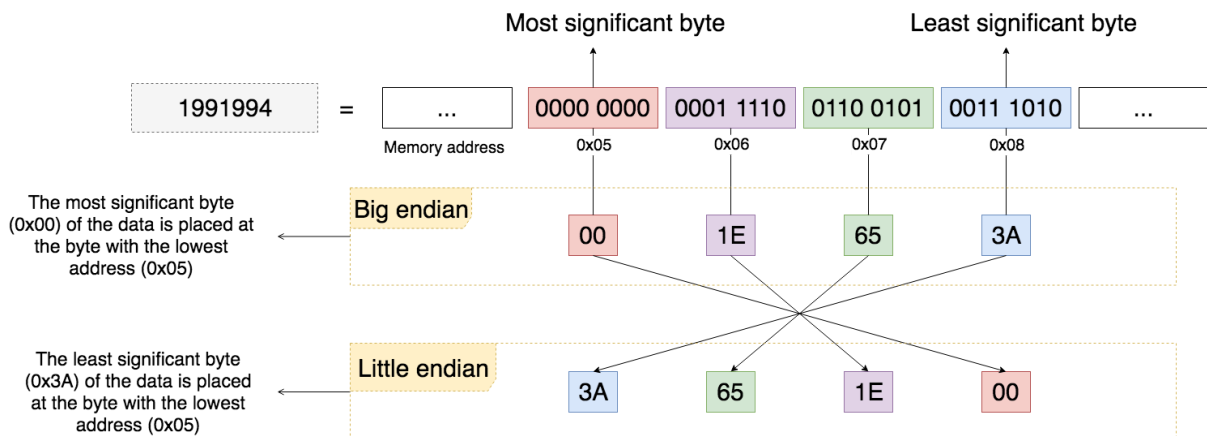 Most significant byte
Least significant byte
1991994
=
...
0000 0000
0001 1110
0110 0101
0011 1010
...
Memory address
0x05
0x06
0x07
0x08
The most significant byte
(0x00) of the data is placed at
the byte with the lowest
address (0x05)
Big endian
00
1E
65
3A
The least significant byte
(0x3A) of the data is placed
at the byte with the lowest
address (0x05)
Little endian
3A
65
1E
00